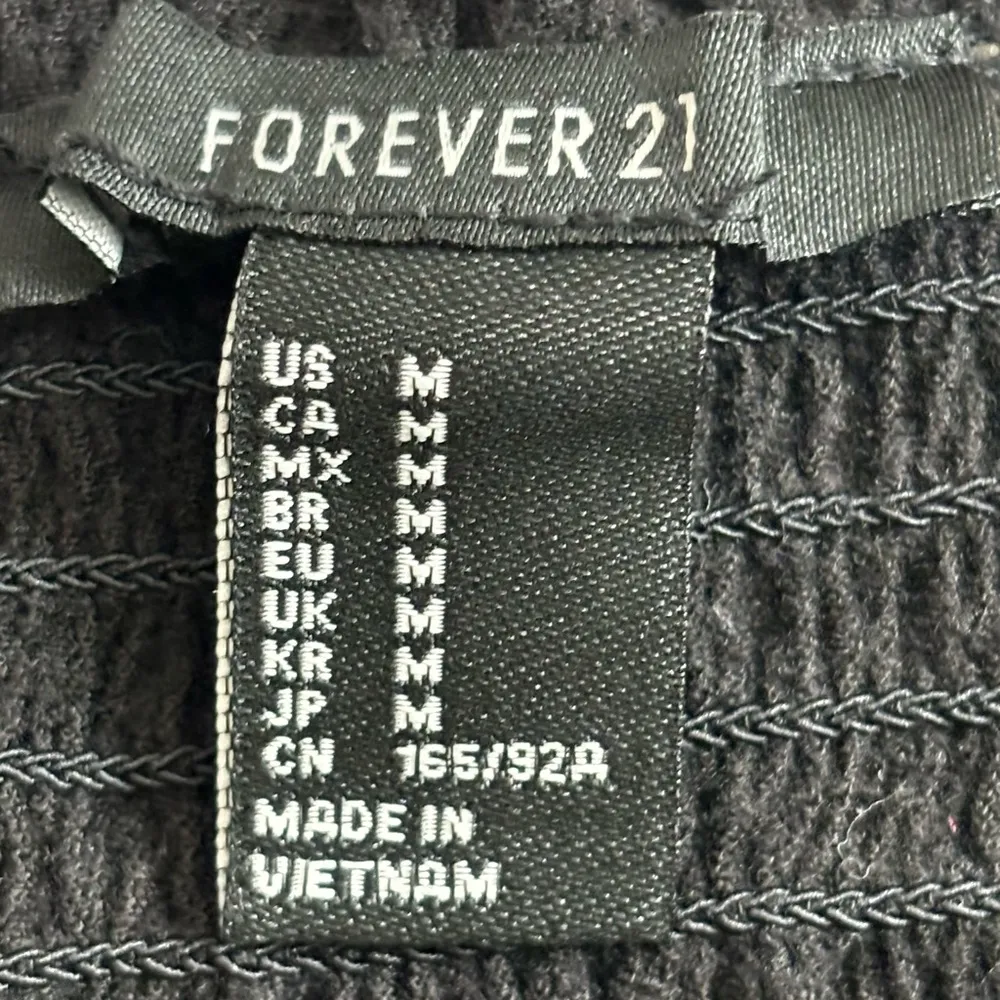 FOREVER 21
US M
CA M
MX M
BR M
EU M
UK M
KR M
JP M
CN 165/92A
MADE IN
VIETNAM